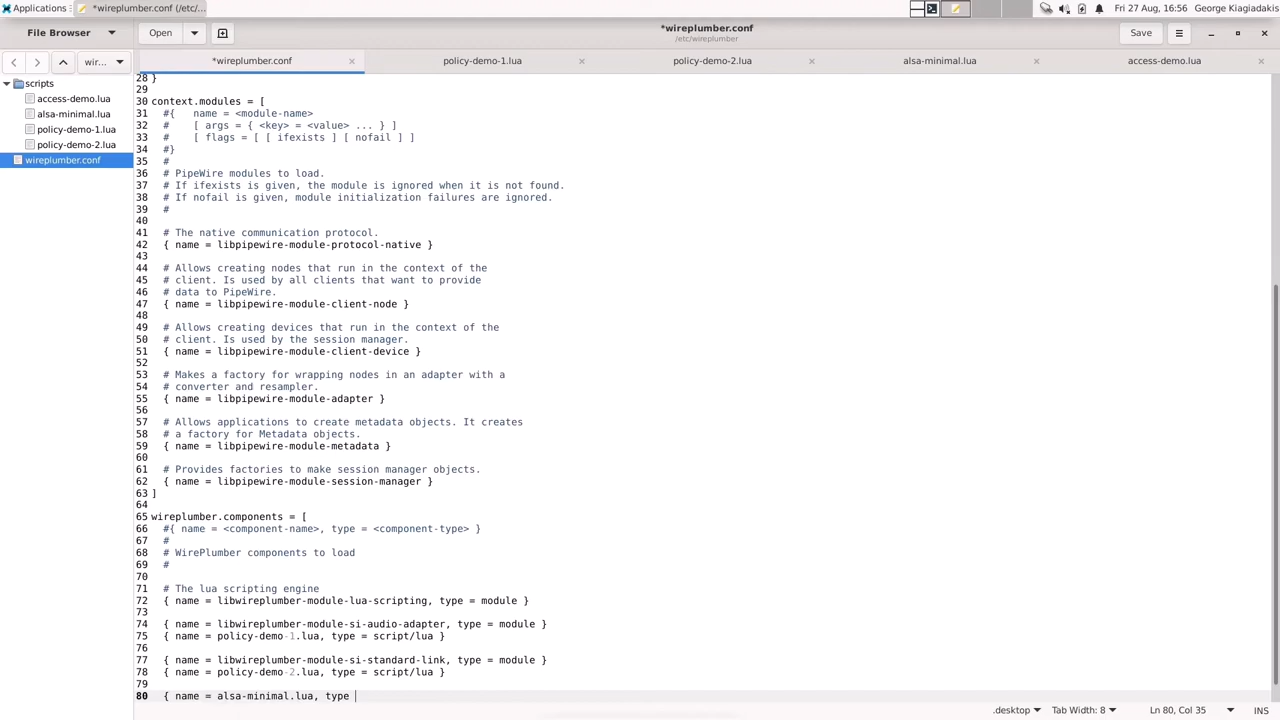 Applications *wireplumber.conf (/etc/... Fri 27 Aug, 16:56 George Kiagiadakis
File Browser Open *wireplumber.conf Save
/etc/wireplumber
wir... *wireplumber.conf policy-demo-1.lua policy-demo-2.lua alsa-minimal.lua access-demo.lua
scripts
access-demo.lua
alsa-minimal.lua
policy-demo-1.lua
policy-demo-2.lua
wireplumber.conf
28 }
29
30 context.modules = [
31 #{ name = <module-name>
32 # [ args = { <key> = <value> ... } ]
33 # [ flags = [ [ ifexists ] [ nofail ] ]
34 #}
35 #
36 # PipeWire modules to load.
37 # If ifexists is given, the module is ignored when it is not found.
38 # If nofail is given, module initialization failures are ignored.
39 #
40
41 # The native communication protocol.
42 { name = libpipewire-module-protocol-native }
43
44 # Allows creating nodes that run in the context of the
45 # client. Is used by all clients that want to provide
46 # data to PipeWire.
47 { name = libpipewire-module-client-node }
48
49 # Allows creating devices that run in the context of the
50 # client. Is used by the session manager.
51 { name = libpipewire-module-client-device }
52
53 # Makes a factory for wrapping nodes in an adapter with a
54 # converter and resampler.
55 { name = libpipewire-module-adapter }
56
57 # Allows applications to create metadata objects. It creates
58 # a factory for Metadata objects.
59 { name = libpipewire-module-metadata }
60
61 # Provides factories to make session manager objects.
62 { name = libpipewire-module-session-manager }
63 ]
64
65 wireplumber.components = [
66 #{ name = <component-name>, type = <component-type> }
67 #
68 # WirePlumber components to load
69 #
70
71 # The lua scripting engine
72 { name = libwireplumber-module-lua-scripting, type = module }
73
74 { name = libwireplumber-module-si-audio-adapter, type = module }
75 { name = policy-demo-1.lua, type = script/lua }
76
77 { name = libwireplumber-module-si-standard-link, type = module }
78 { name = policy-demo-2.lua, type = script/lua }
79
80 { name = alsa-minimal.lua, type
.desktop Tab Width: 8 Ln 80, Col 35 INS